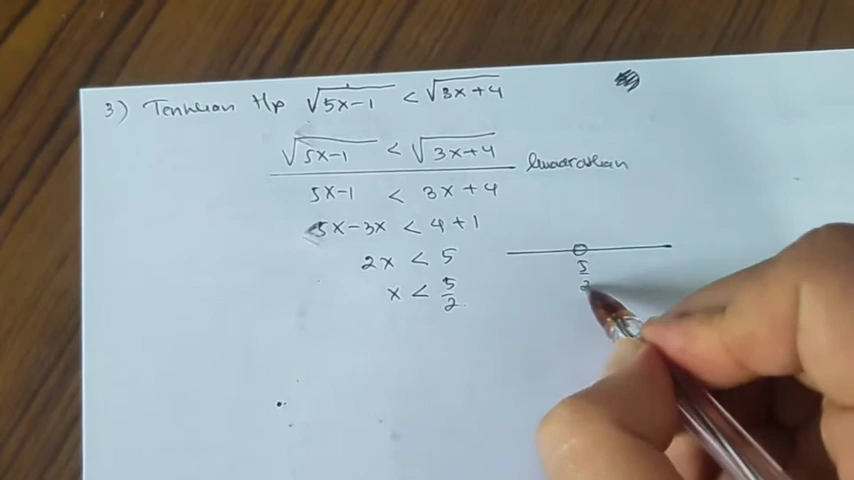 3) Tentukan Hp √(5x-1) < √(3x+4)
√(5x-1) < √(3x+4) kuadratkan
5x-1 < 3x+4
5x-3x < 4+1
2x < 5
x < 5/2
5/2